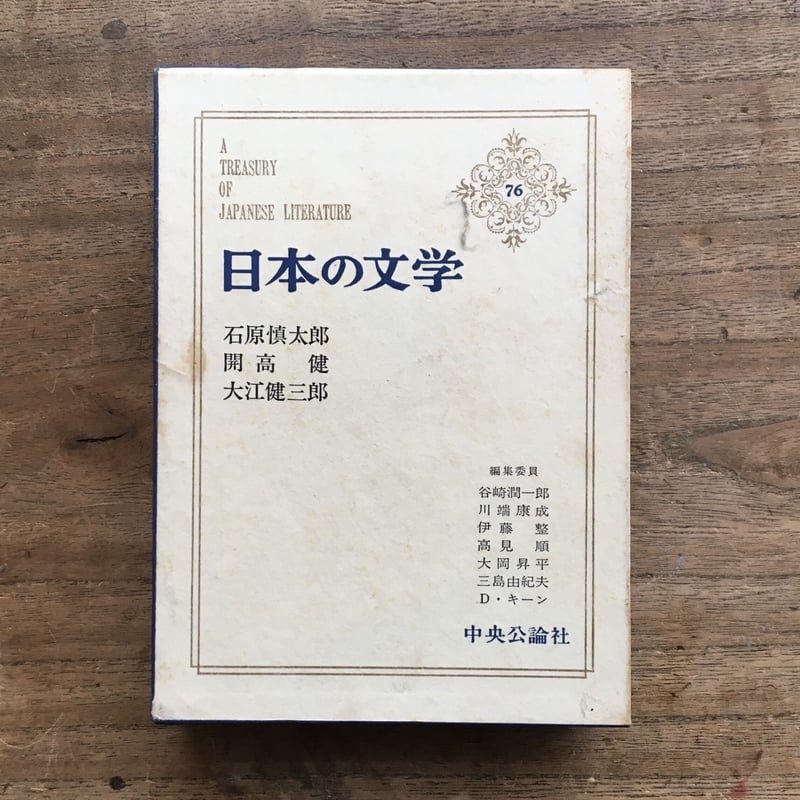 A
TREASURY
OF
JAPANESE LITERATURE
76
日本の文学
石原慎太郎
開高 健
大江健三郎
編集委員
谷崎潤一郎
川端康成
伊藤 整
高見 順
大岡昇平
三島由紀夫
D・キーン
中央公論社